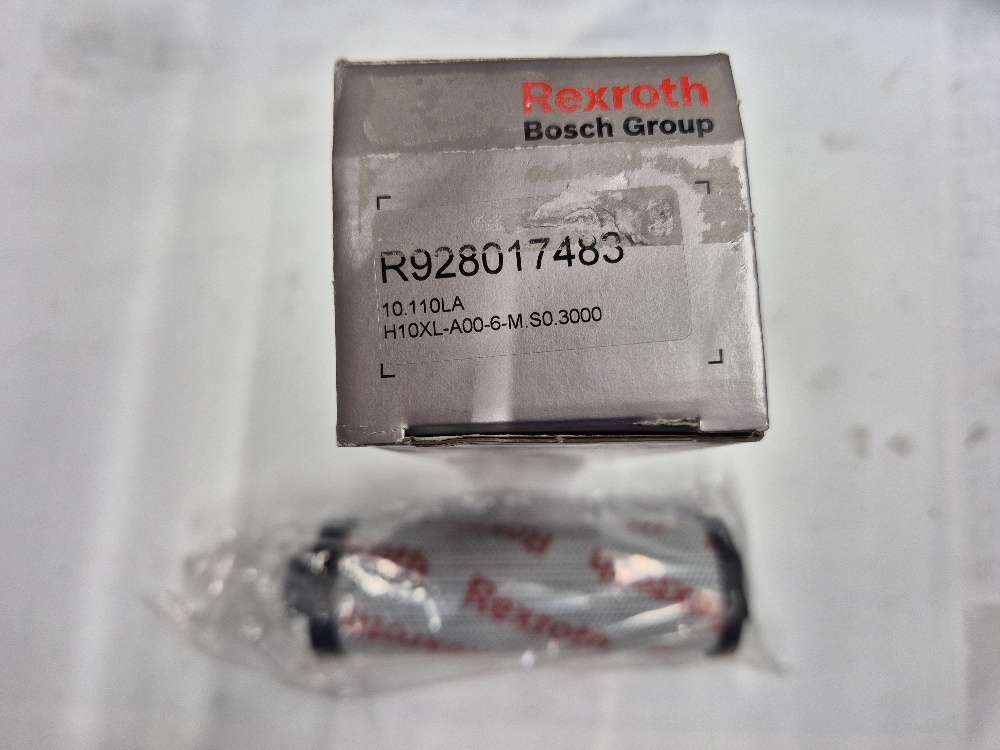 Rexroth
Bosch Group
R928017483
10.110LA
H10XL-A00-6-M.S0.3000
Rexroth